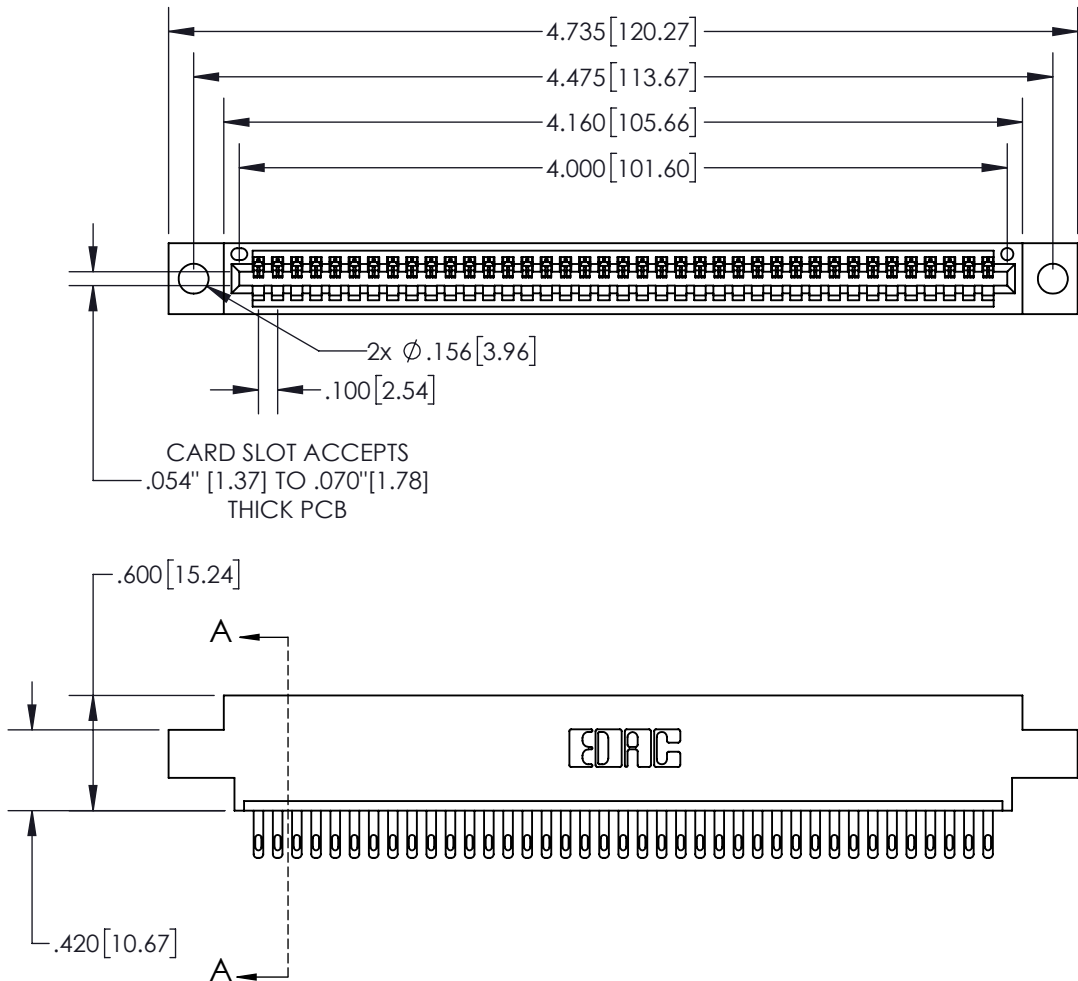 4.735[120.27]
4.475[113.67]
4.160[105.66]
4.000[101.60]
2x Ø.156[3.96]
.100[2.54]
CARD SLOT ACCEPTS
.054" [1.37] TO .070"[1.78]
THICK PCB
.600[15.24]
A
EDAC
.420[10.67]
A